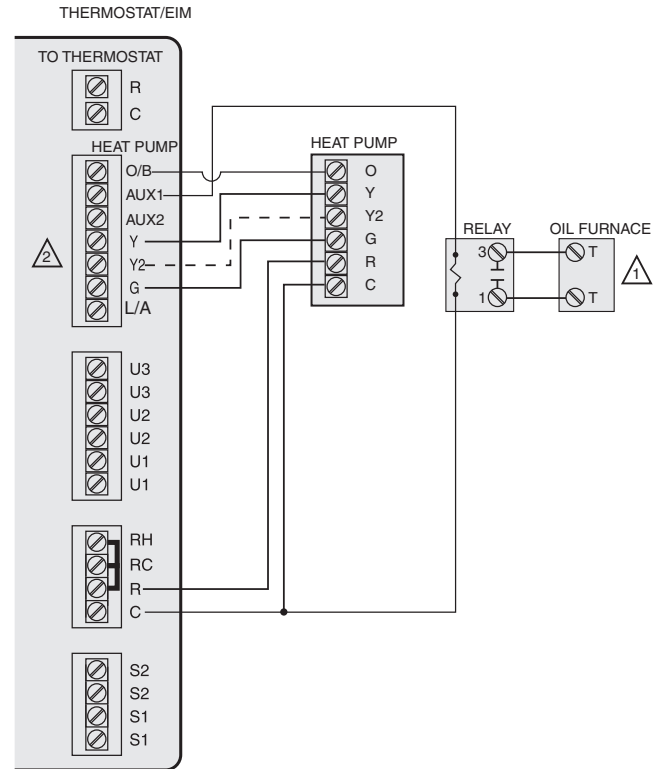 THERMOSTAT/EIM
TO THERMOSTAT
R
C
HEAT PUMP
O/B
AUX1
AUX2
Y
Y2
G
L/A
2
U3
U3
U2
U2
U1
U1
RH
RC
R
C
S2
S2
S1
S1
HEAT PUMP
O
Y
Y2
G
R
C
RELAY
3
1
OIL FURNACE
T
T
1